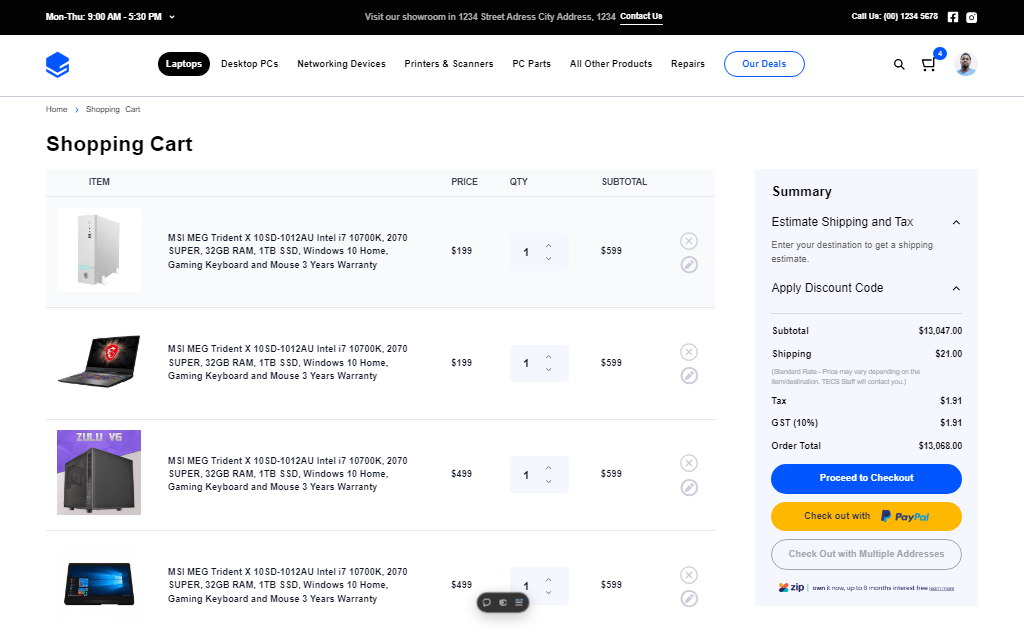 Mon-Thu: 9:00 AM - 5:30 PM
Visit our showroom in 1234 Street Adress City Address, 1234 Contact Us
Call Us: (00) 1234 5678
Laptops
Desktop PCs
Networking Devices
Printers & Scanners
PC Parts
All Other Products
Repairs
Our Deals
4
Home > Shopping Cart
Shopping Cart
ITEM PRICE QTY SUBTOTAL
MSI MEG Trident X 10SD-1012AU Intel i7 10700K, 2070
SUPER, 32GB RAM, 1TB SSD, Windows 10 Home,
Gaming Keyboard and Mouse 3 Years Warranty
$199 1 $599
MSI MEG Trident X 10SD-1012AU Intel i7 10700K, 2070
SUPER, 32GB RAM, 1TB SSD, Windows 10 Home,
Gaming Keyboard and Mouse 3 Years Warranty
$199 1 $599
ZULU V6
MSI MEG Trident X 10SD-1012AU Intel i7 10700K, 2070
SUPER, 32GB RAM, 1TB SSD, Windows 10 Home,
Gaming Keyboard and Mouse 3 Years Warranty
$499 1 $599
MSI MEG Trident X 10SD-1012AU Intel i7 10700K, 2070
SUPER, 32GB RAM, 1TB SSD, Windows 10 Home,
Gaming Keyboard and Mouse 3 Years Warranty
$499 1 $599
Summary
Estimate Shipping and Tax
Enter your destination to get a shipping
estimate.
Apply Discount Code
Subtotal $13,047.00
Shipping $21.00
(Standard Rate - Price may vary depending on the
item/destination. TECS Staff will contact you.)
Tax $1.91
GST (10%) $1.91
Order Total $13,068.00
Proceed to Checkout
Check out with PayPal
Check Out with Multiple Addresses
zip | own it now, up to 6 months interest free learn more